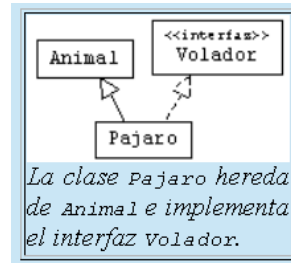 <<interfaz>>
Animal
Volador
Pajaro
La clase Pajaro hereda
de Animal e implementa
el interfaz Volador.